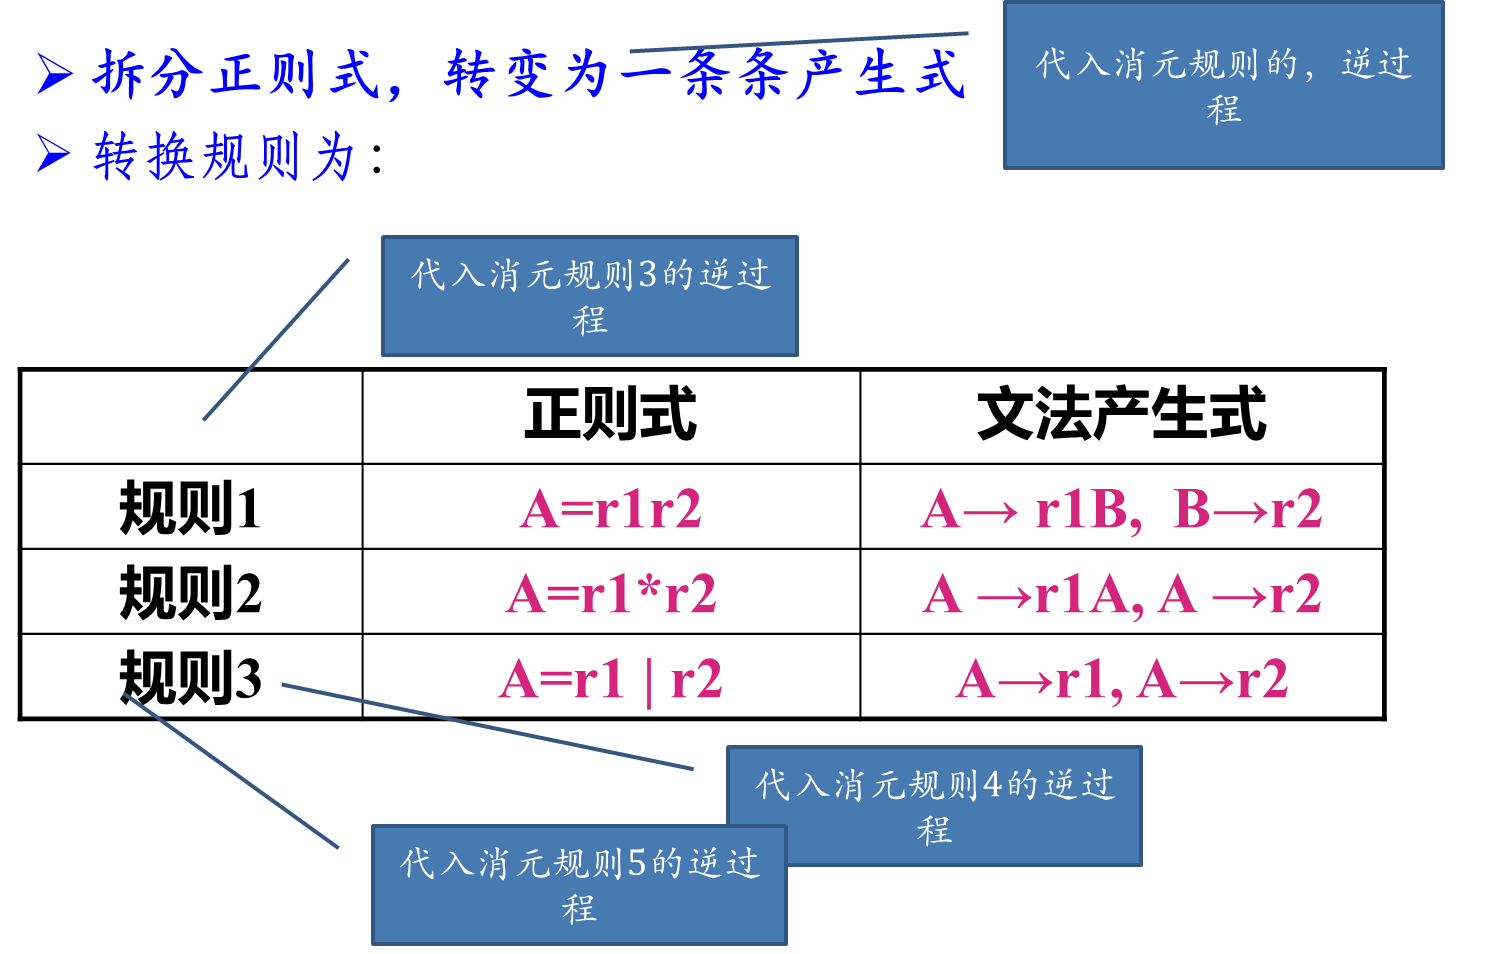 拆分正则式，转变为一条条产生式
代入消元规则的，逆过
程
转换规则为：
代入消元规则3的逆过
程
正则式 文法产生式
规则1 A=r1r2 A→ r1B, B→r2
规则2 A=r1*r2 A →r1A, A →r2
规则3 A=r1 | r2 A→r1, A→r2
代入消元规则4的逆过
程
代入消元规则5的逆过
程